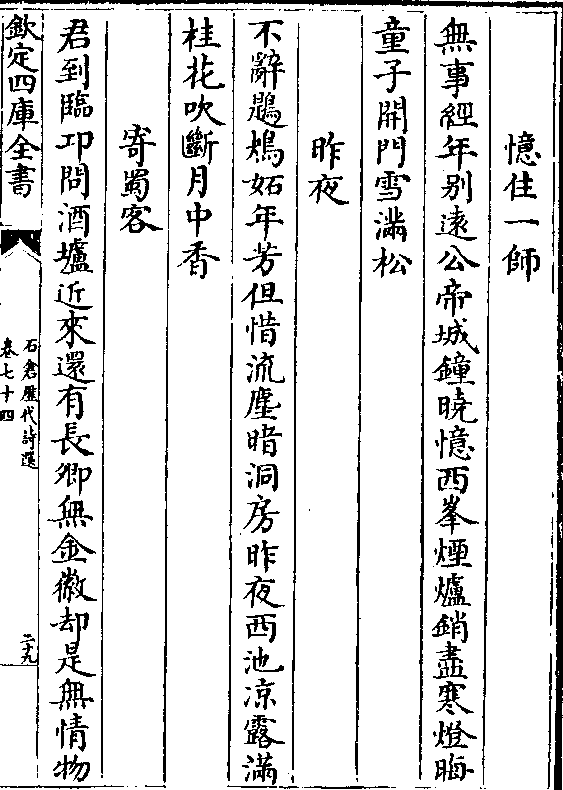 憶住一師
無事經年别遠公帝城鐘曉憶西峯煙爐銷盡寒燈晦
童子開門雪滿松
昨夜
不辭鶗鴂妬年芳但惜流塵暗洞房昨夜西池凉露滿
桂花吹斷月中香
寄蜀客
君到臨邛問酒壚近來還有長卿無金徽却是無情物
欽定四庫全書
石倉歷代詩選
卷七十四
二十九